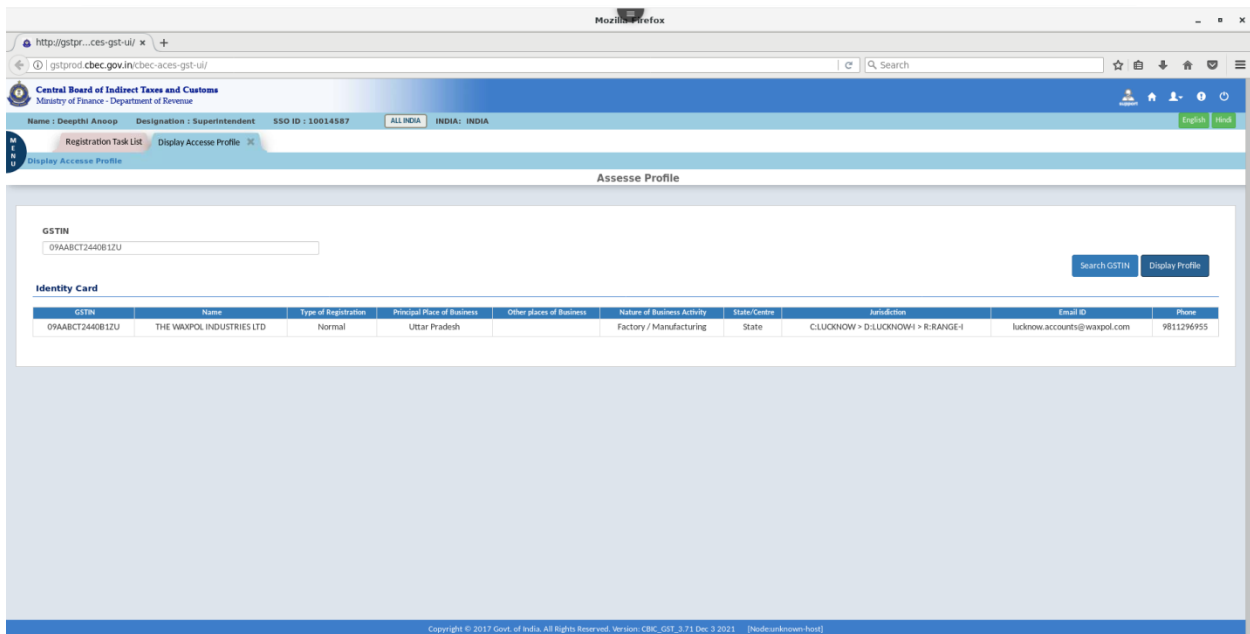 Mozilla Firefox
http://gstpr...ces-gst-ui/ × +
gstprod.cbec.gov.in/cbec-aces-gst-ui/ Search
Central Board of Indirect Taxes and Customs
Ministry of Finance - Department of Revenue
SUPPORT
Name : Deepthi Anoop Designation : Superintendent SSO ID : 10014587 ALL INDIA INDIA: INDIA English Hindi
MENU
Registration Task List Display Accesse Profile ×
Display Accesse Profile
Assesse Profile
GSTIN
09AABCT2440B1ZU
Search GSTIN Display Profile
Identity Card
GSTIN Name Type of Registration Principal Place of Business Other places of Business Nature of Business Activity State/Centre Jurisdiction Email ID Phone
09AABCT2440B1ZU THE WAXPOL INDUSTRIES LTD Normal Uttar Pradesh Factory / Manufacturing State C:LUCKNOW > D:LUCKNOW-I > R:RANGE-I lucknow.accounts@waxpol.com 9811296955
Copyright © 2017 Govt. of India. All Rights Reserved. Version: CBIC_GST_3.71 Dec 3 2021 [Node:unknown-host]